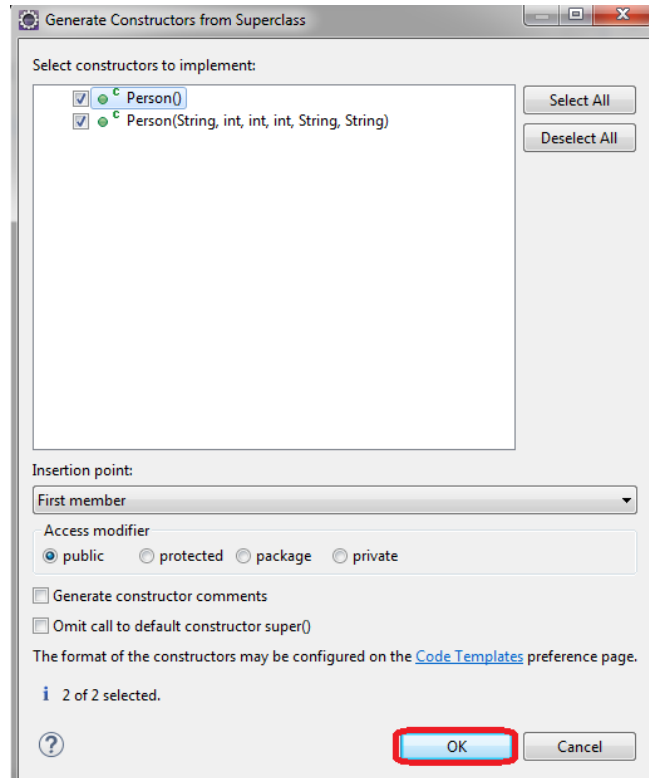 Generate Constructors from Superclass
Select constructors to implement:
C Person()
Select All
C Person(String, int, int, int, String, String)
Deselect All
Insertion point:
First member
Access modifier
public protected package private
Generate constructor comments
Omit call to default constructor super()
The format of the constructors may be configured on the Code Templates preference page.
i 2 of 2 selected.
? OK Cancel